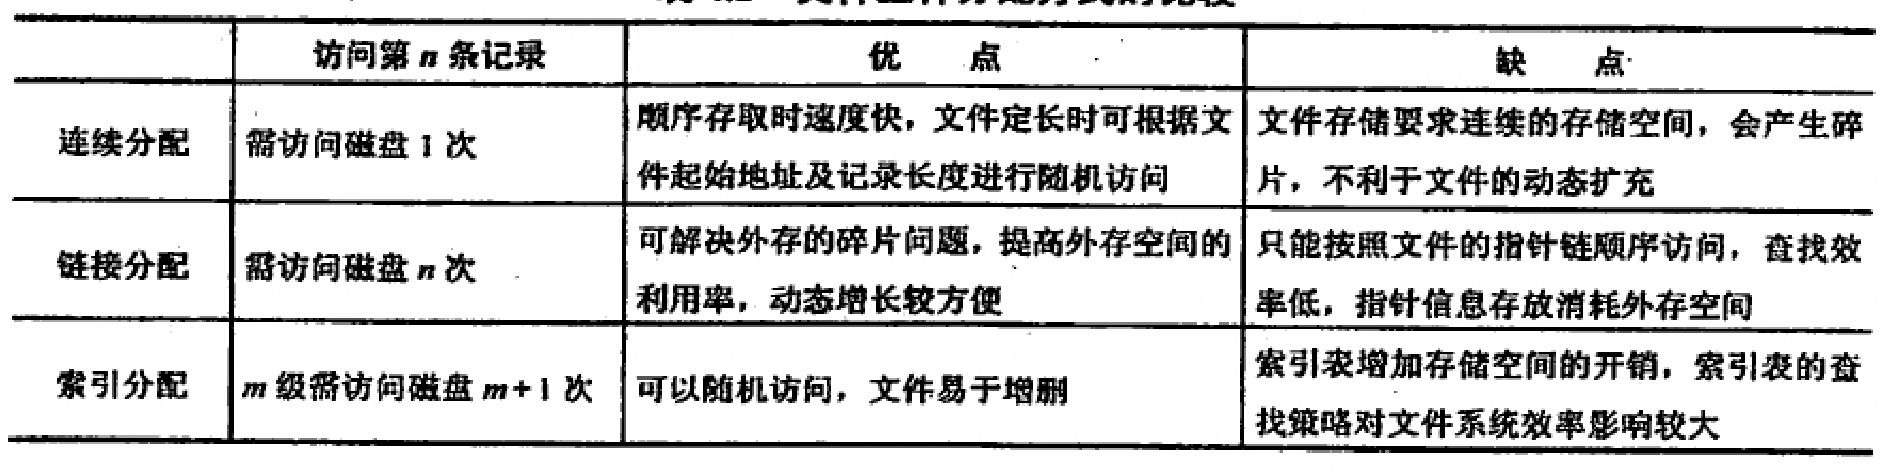 访问第 n 条记录 优 点 缺 点
连续分配 需访问磁盘 1 次 顺序存取时速度快，文件定长时可根据文
件起始地址及记录长度进行随机访问 文件存储要求连续的存储空间，会产生碎
片，不利于文件的动态扩充
链接分配 需访问磁盘 n 次 可解决外存的碎片问题，提高外存空间的
利用率，动态增长较方便 只能按照文件的指针链顺序访问，查找效
率低，指针信息存放消耗外存空间
索引分配 m 级需访问磁盘 m+1 次 可以随机访问，文件易于增删 索引表增加存储空间的开销，索引表的查
找策略对文件系统效率影响较大